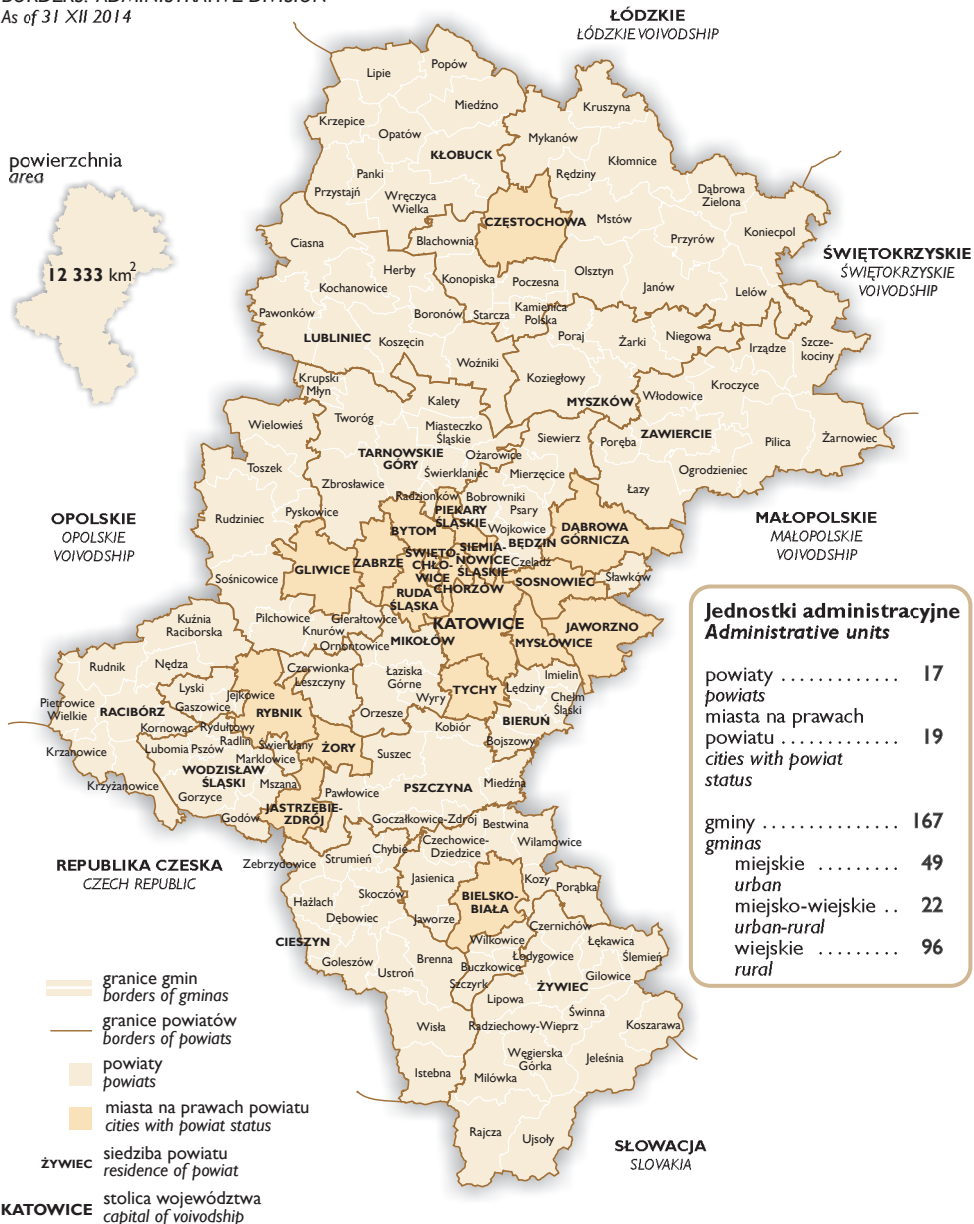 BORDERS. ADMINISTRATIVE DIVISION
As of 31 XII 2014
ŁÓDZKIE
ŁÓDZKIE VOIVODSHIP
powierzchnia
area
12 333 km²
Lipie
Popów
Miedźno
Krzepice
Opatów
KŁOBUCK
Panki
Przystajń
Wręczyca
Wielka
Kruszyna
Mykanów
Kłomnice
Rędziny
Dąbrowa
Zielona
CZĘSTOCHOWA
Mstów
Koniecpol
Przyrów
Blachownia
Ciasna
Herby
Konopiska
Poczesna
Olsztyn
Janów
Lelów
ŚWIĘTOKRZYSKIE
ŚWIĘTOKRZYSKIE
VOIVODSHIP
Kochanowice
Pawonków
Boronów
Starcza
Kamienica
Polska
LUBLINIEC
Koszęcin
Poraj
Żarki
Niegowa
Irządze
Szcze-
kociny
Woźniki
Koziegłowy
MYSZKÓW
Włodowice
Kroczyce
Krupski
Młyn
Kalety
Tworóg
Wielowieś
Miasteczko
Śląskie
Siewierz
Poręba
ZAWIERCIE
Pilica
Żarnowiec
TARNOWSKIE
GÓRY
Ożarowice
Toszek
Świerklaniec
Mierzęcice
Ogrodzieniec
Zbrosławice
Łazy
Radzionków
Bobrowniki
Pyskowice
PIEKARY
ŚLĄSKIE
Psary
OPOLSKIE
OPOLSKIE
VOIVODSHIP
Rudziniec
BYTOM
Wojkowice
BĘDZIN
DĄBROWA
GÓRNICZA
MAŁOPOLSKIE
MAŁOPOLSKIE
VOIVODSHIP
GLIWICE
ZABRZE
ŚWIĘTO-
CHŁO-
WICE
SIEMIA-
NOWICE
ŚLĄSKIE
Czeladź
Sośnicowice
CHORZÓW
SOSNOWIEC
Sławków
RUDA
ŚLĄSKA
Kuźnia
Raciborska
Pilchowice
Gierałtowice
Knurów
KATOWICE
JAWORZNO
Ornontowice
MIKOŁÓW
MYSŁOWICE
Rudnik
Nędza
Czerwionka-
Leszczyny
Łaziska
Górne
Imielin
Lyski
Jejkowice
Wyry
TYCHY
Lędziny
Chełm
Śląski
Pietrowice
Wielkie
RACIBÓRZ
Gaszowice
RYBNIK
Orzesze
BIERUŃ
Kornowac
Rydułtowy
Kobiór
Krzanowice
Lubomia
Pszów
Radlin
Świerklany
ŻORY
Suszec
Bojszowy
Marklowice
WODZISŁAW
ŚLĄSKI
Mszana
Krzyżanowice
Gorzyce
Pawłowice
PSZCZYNA
Miedźna
JASTRZĘBIE-
ZDRÓJ
Godów
Goczałkowice-Zdrój
Bestwina
REPUBLIKA CZESKA
CZECH REPUBLIC
Zebrzydowice
Strumień
Chybie
Czechowice-
Dziedzice
Wilamowice
Jasienica
Kozy
Porąbka
Skoczów
BIELSKO-
BIAŁA
Hażlach
Dębowiec
Jaworze
Czernichów
CIESZYN
Wilkowice
Łękawica
Goleszów
Brenna
Łodygowice
Ślemień
Ustroń
Buczkowice
Gilowice
Szczyrk
ŻYWIEC
Lipowa
Świnna
Wisła
Radziechowy-Wieprz
Koszarawa
Węgierska
Górka
Jeleśnia
Istebna
Milówka
Rajcza
Ujsoły
SŁOWACJA
SLOVAKIA
Jednostki administracyjne
Administrative units
powiaty ............ 17
powiats
miasta na prawach
powiatu ............ 19
cities with powiat
status
gminy .............. 167
gminas
miejskie ......... 49
urban
miejsko-wiejskie .. 22
urban-rural
wiejskie ......... 96
rural
granice gmin
borders of gminas
granice powiatów
borders of powiats
powiaty
powiats
miasta na prawach powiatu
cities with powiat status
ŻYWIEC siedziba powiatu
residence of powiat
KATOWICE stolica województwa
capital of voivodship